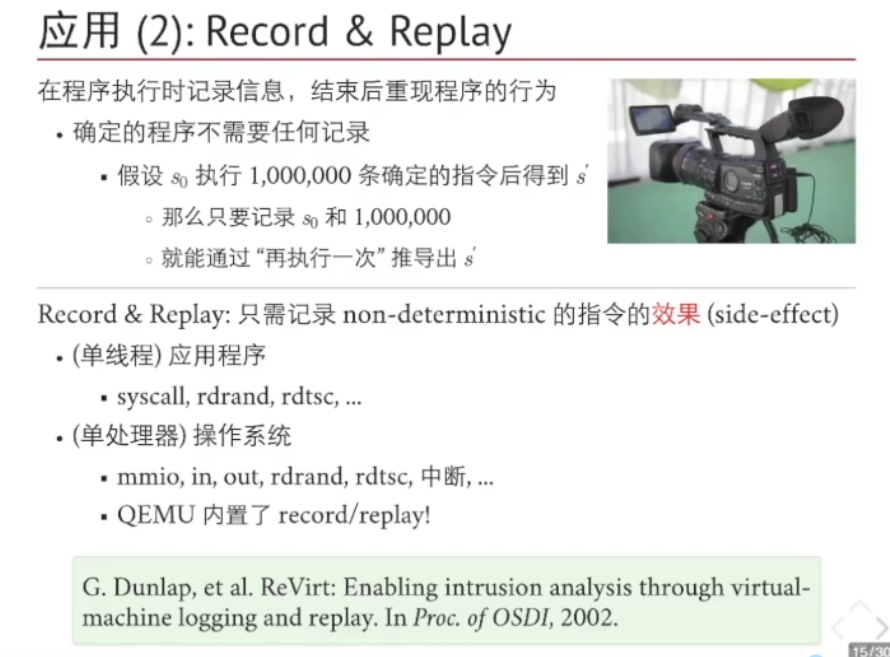 应用 (2): Record & Replay
在程序执行时记录信息，结束后重现程序的行为
• 确定的程序不需要任何记录
▪ 假设 s₀ 执行 1,000,000 条确定的指令后得到 s′
◦ 那么只要记录 s₀ 和 1,000,000
◦ 就能通过 “再执行一次” 推导出 s′
Record & Replay: 只需记录 non-deterministic 的指令的效果 (side-effect)
• (单线程) 应用程序
▪ syscall, rdrand, rdtsc, ...
• (单处理器) 操作系统
▪ mmio, in, out, rdrand, rdtsc, 中断, ...
▪ QEMU 内置了 record/replay!
G. Dunlap, et al. ReVirt: Enabling intrusion analysis through virtual-
machine logging and replay. In Proc. of OSDI, 2002.
15/30